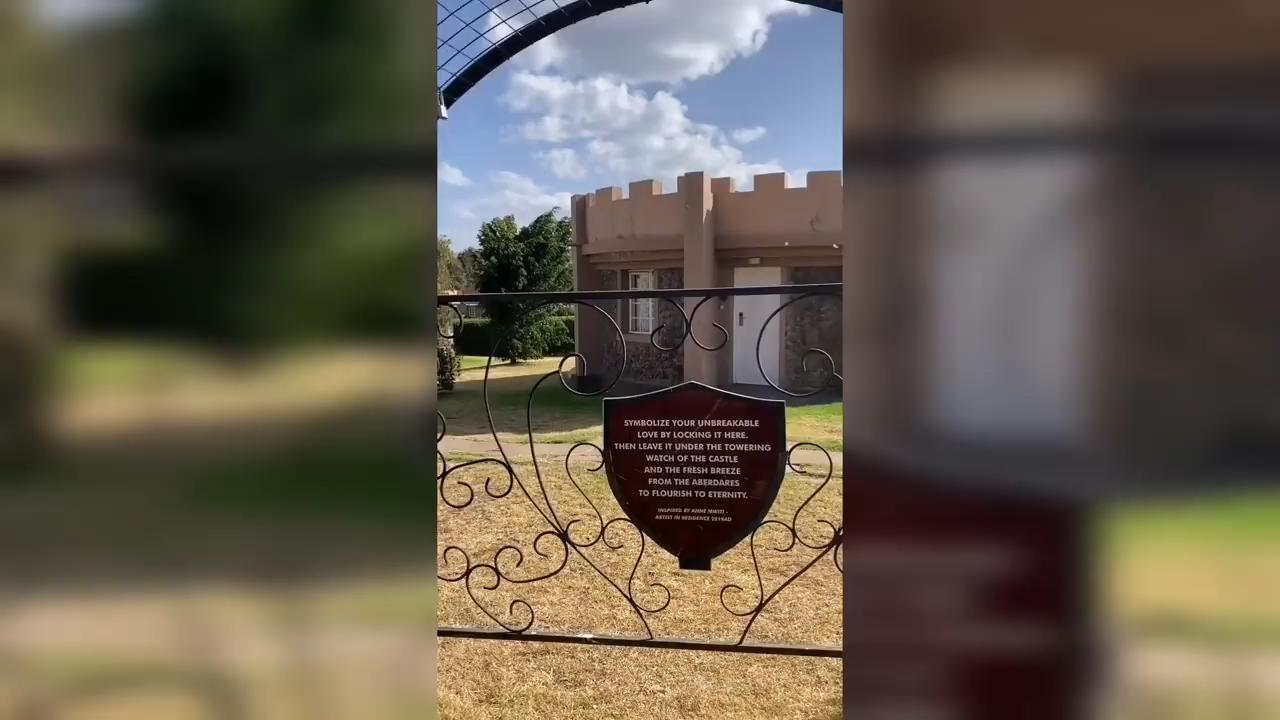 SYMBOLIZE YOUR UNBREAKABLE
LOVE BY LOCKING IT HERE.
THEN LEAVE IT UNDER THE TOWERING
WATCH OF THE CASTLE
AND THE FRESH BREEZE
FROM THE ABERDARES
TO FLOURISH TO ETERNITY.
INSPIRED BY ANNE MWITI -
ARTIST IN RESIDENCE 2019AD